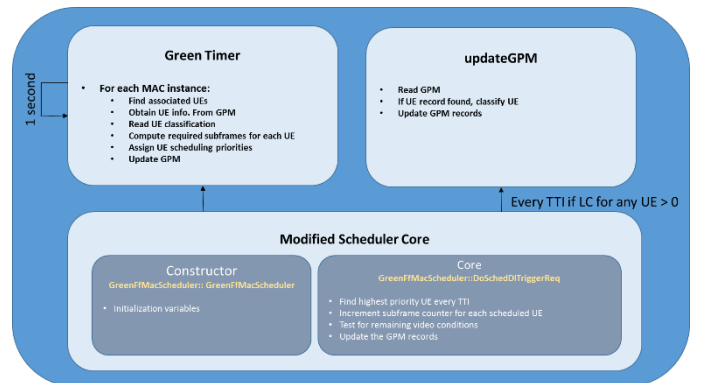 Green Timer
• For each MAC instance:
• Find associated UEs
• Obtain UE info. From GPM
• Read UE classification
• Compute required subframes for each UE
• Assign UE scheduling priorities
• Update GPM
1 second
updateGPM
• Read GPM
• If UE record found, classify UE
• Update GPM records
Every TTI if LC for any UE > 0
Modified Scheduler Core
Constructor
GreenFfMacScheduler:: GreenFfMacScheduler
• Initialization variables
Core
GreenFfMacScheduler::DoSchedDlTriggerReq
• Find highest priority UE every TTI
• Increment subframe counter for each scheduled UE
• Test for remaining video conditions
• Update the GPM records